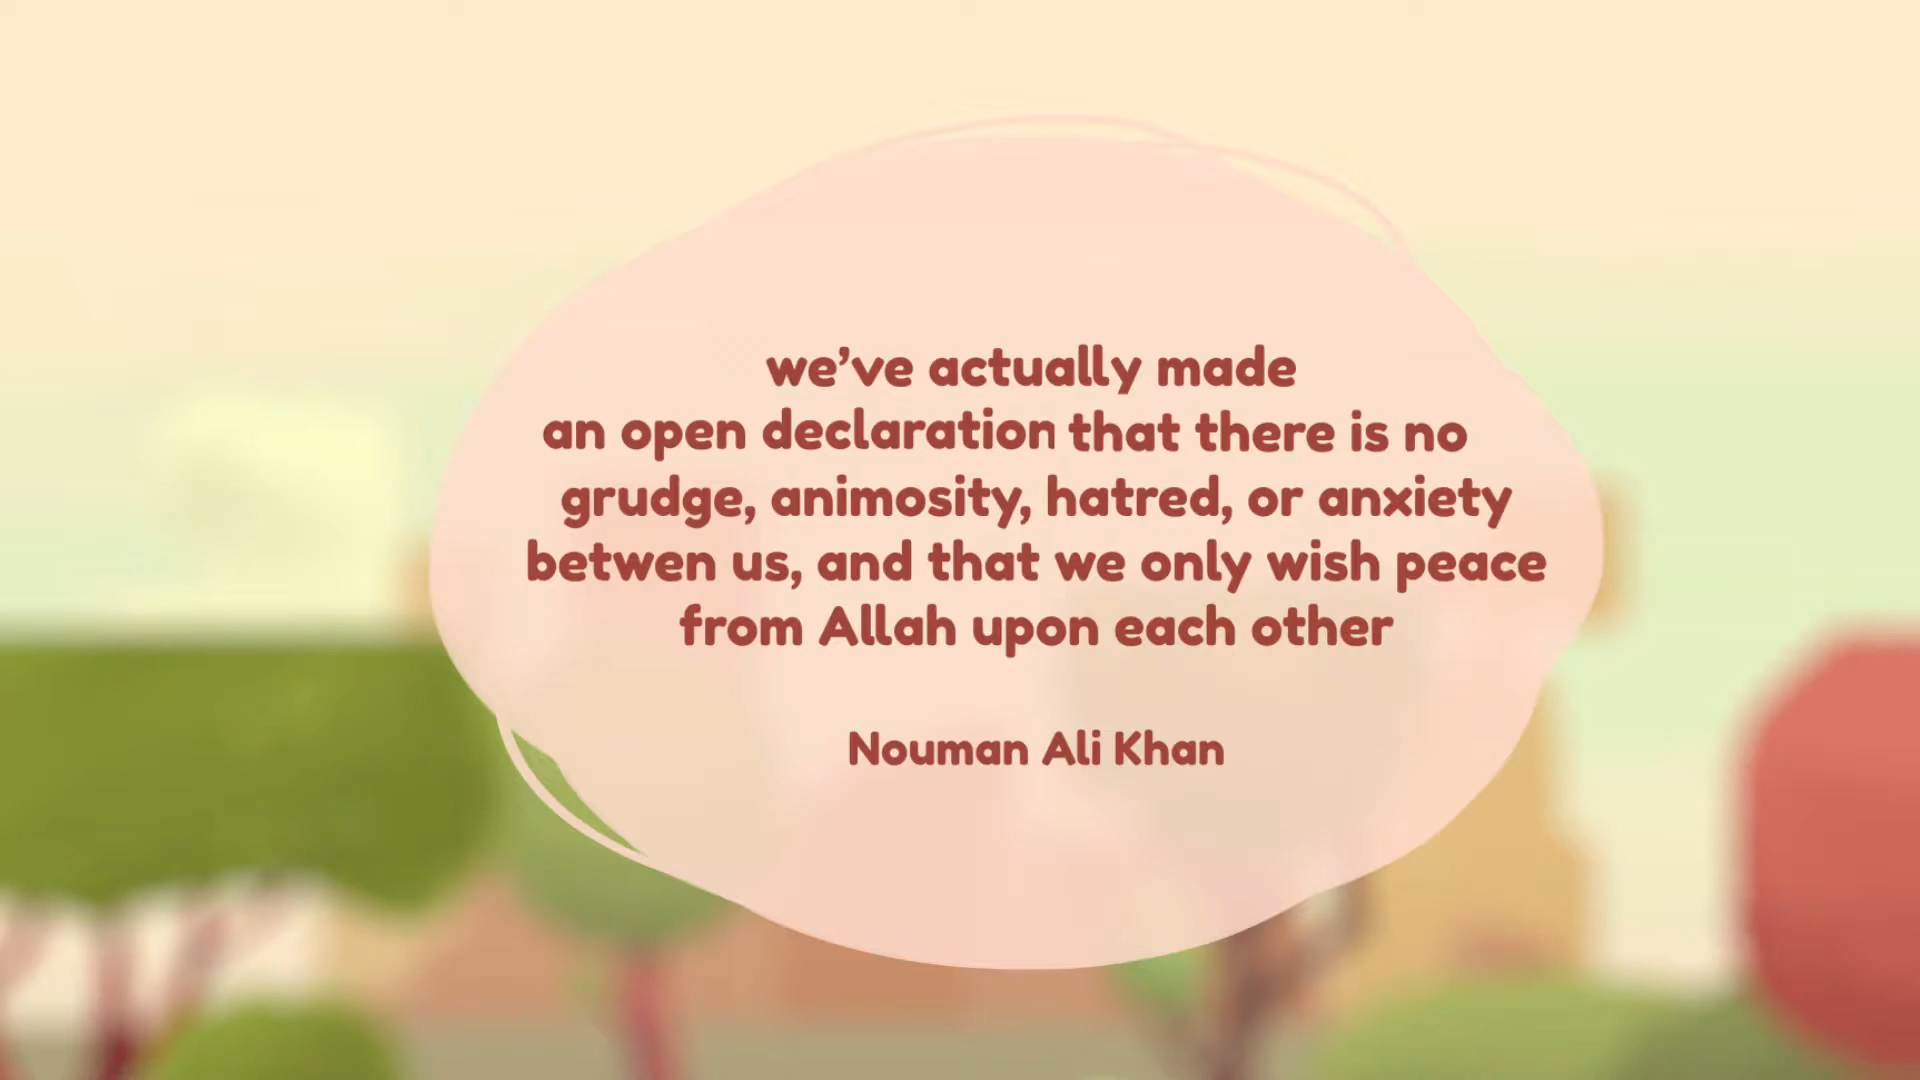 we’ve actually made
an open declaration that there is no
grudge, animosity, hatred, or anxiety
betwen us, and that we only wish peace
from Allah upon each other
Nouman Ali Khan